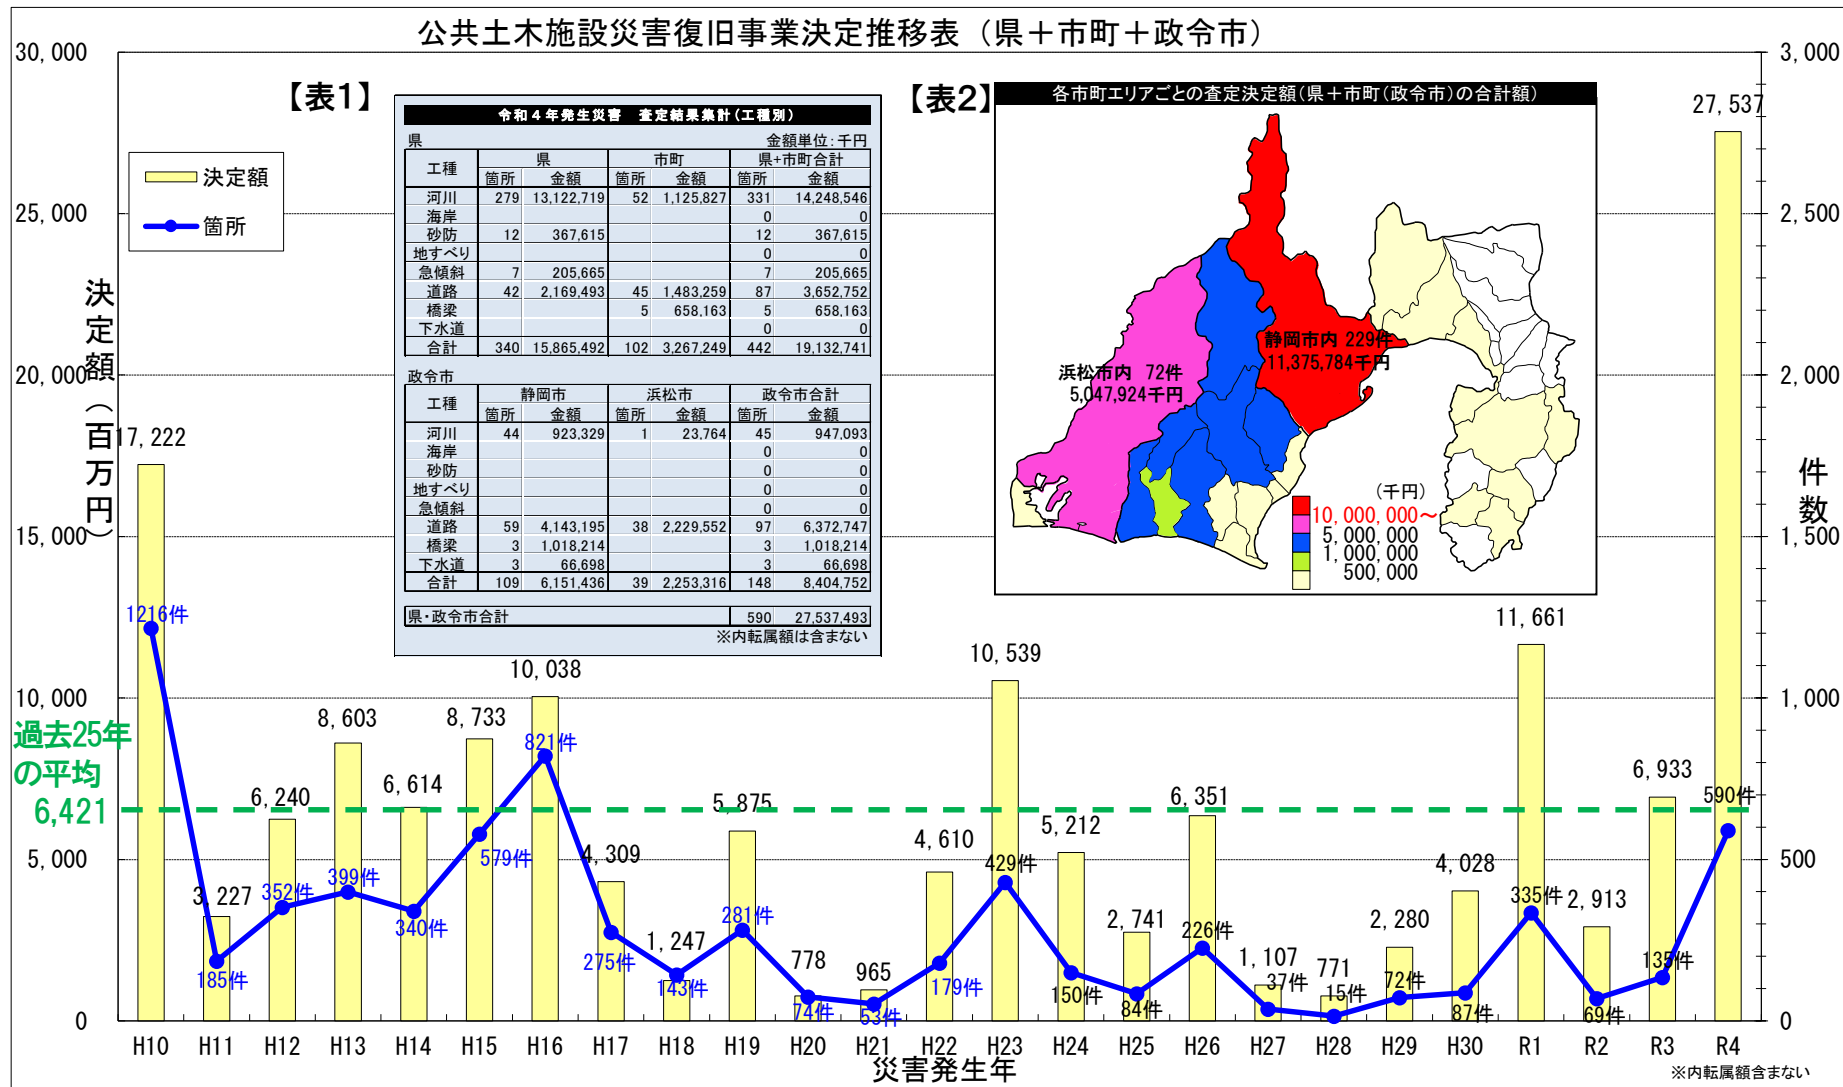 公共土木施設災害復旧事業決定推移表（県＋市町＋政令市）
30,000
25,000
20,000
15,000
10,000
5,000
0
決定額（百万円）
3,000
2,500
2,000
1,500
1,000
500
0
件数
決定額
箇所
【表1】
令和４年発生災害　査定結果集計（工種別）
県 金額単位：千円
工種 県 市町 県+市町合計
箇所 金額 箇所 金額 箇所 金額
河川 279 13,122,719 52 1,125,827 331 14,248,546
海岸 0 0
砂防 12 367,615 12 367,615
地すべり 0 0
急傾斜 7 205,665 7 205,665
道路 42 2,169,493 45 1,483,259 87 3,652,752
橋梁 5 658,163 5 658,163
下水道 0 0
合計 340 15,865,492 102 3,267,249 442 19,132,741
政令市
工種 静岡市 浜松市 政令市合計
箇所 金額 箇所 金額 箇所 金額
河川 44 923,329 1 23,764 45 947,093
海岸 0 0
砂防 0 0
地すべり 0 0
急傾斜 0 0
道路 59 4,143,195 38 2,229,552 97 6,372,747
橋梁 3 1,018,214 3 1,018,214
下水道 3 66,698 3 66,698
合計 109 6,151,436 39 2,253,316 148 8,404,752
県・政令市合計 590 27,537,493
※内転属額は含まない
【表2】
各市町エリアごとの査定決定額（県＋市町（政令市）の合計額）
静岡市内 229件
11,375,784千円
浜松市内　72件
5,047,924千円
（千円）
10,000,000～
5,000,000
1,000,000
500,000
過去25年
の平均
6,421
17,222
3,227
6,240
8,603
6,614
8,733
10,038
4,309
1,247
5,875
778
965
4,610
10,539
5,212
2,741
6,351
1,107
771
2,280
4,028
11,661
2,913
6,933
27,537
1216件
185件
352件
399件
340件
579件
821件
275件
143件
281件
74件
53件
179件
429件
150件
84件
226件
37件
15件
72件
87件
335件
69件
135件
590件
H10 H11 H12 H13 H14 H15 H16 H17 H18 H19 H20 H21 H22 H23 H24 H25 H26 H27 H28 H29 H30 R1 R2 R3 R4
災害発生年
※内転属額含まない